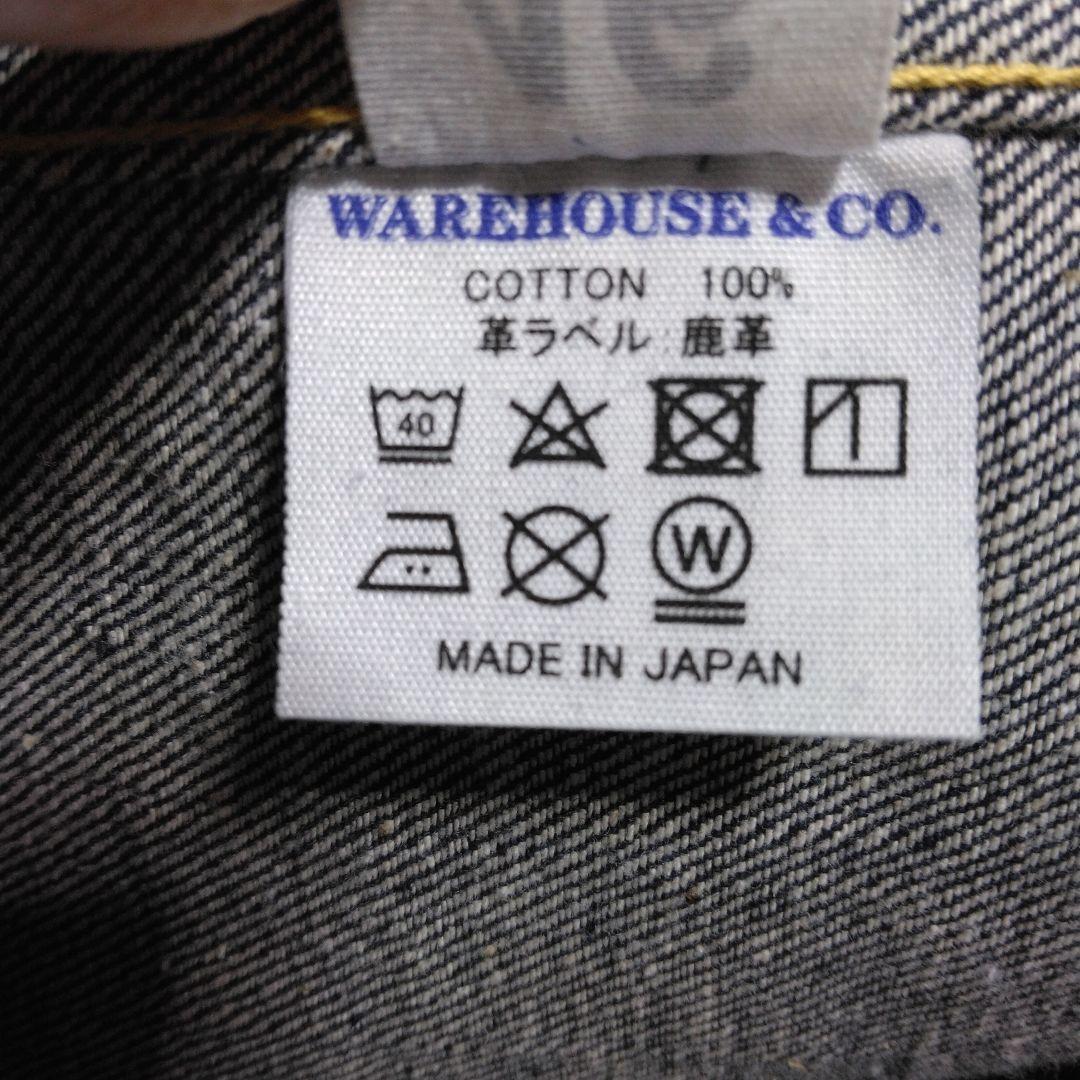 WAREHOUSE & CO.
COTTON 100%
革ラベル:鹿革
40
W
MADE IN JAPAN